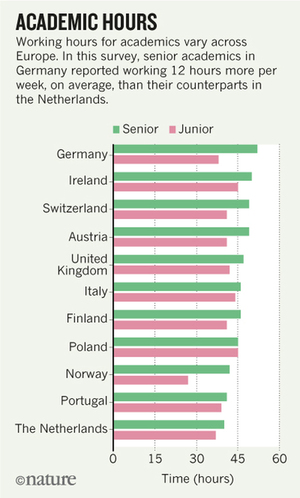 ACADEMIC HOURS
Working hours for academics vary across
Europe. In this survey, senior academics in
Germany reported working 12 hours more per
week, on average, than their counterparts in
the Netherlands.
Senior Junior
Germany
Ireland
Switzerland
Austria
United
Kingdom
Italy
Finland
Poland
Norway
Portugal
The Netherlands
0 15 30 45 60
Time (hours)
©nature